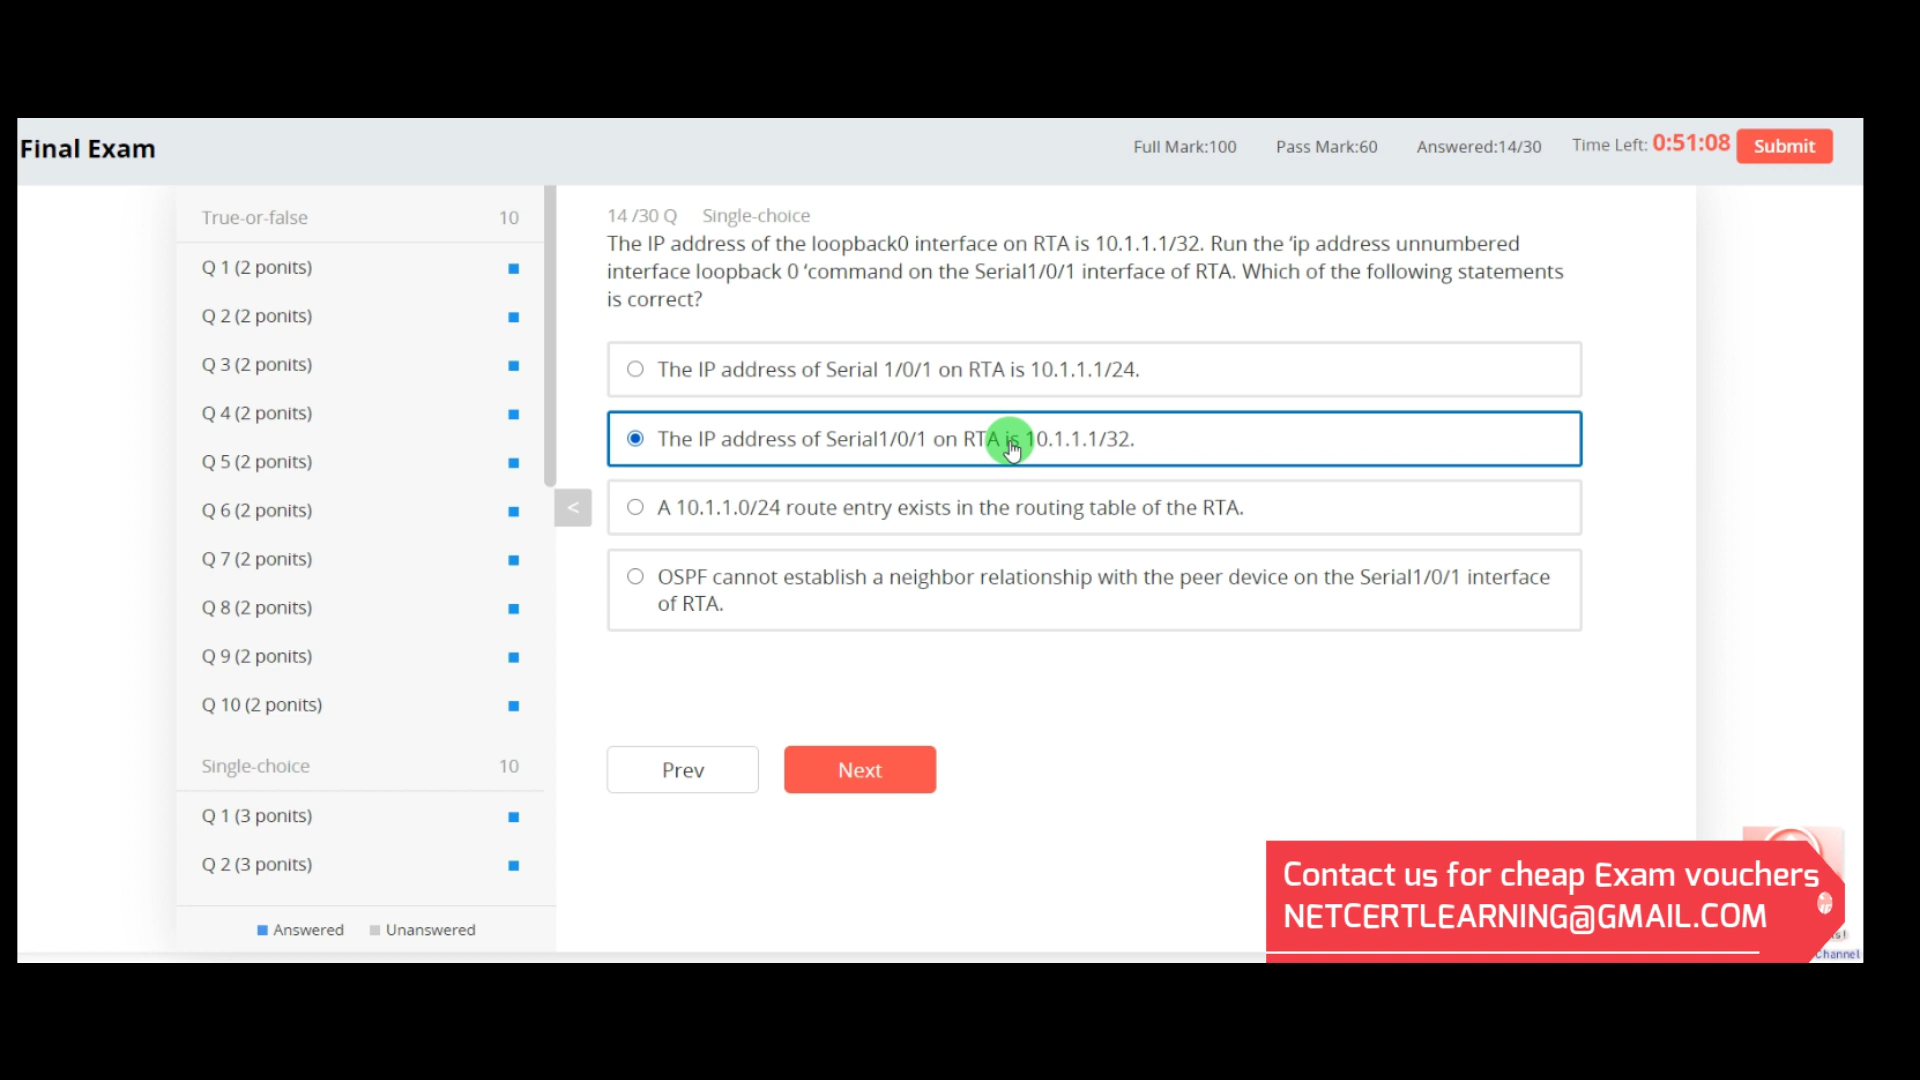 Final Exam
Full Mark:100 Pass Mark:60 Answered:14/30 Time Left: 0:51:08 Submit
True-or-false 10
Q 1 (2 ponits)
Q 2 (2 ponits)
Q 3 (2 ponits)
Q 4 (2 ponits)
Q 5 (2 ponits)
Q 6 (2 ponits)
Q 7 (2 ponits)
Q 8 (2 ponits)
Q 9 (2 ponits)
Q 10 (2 ponits)
Single-choice 10
Q 1 (3 ponits)
Q 2 (3 ponits)
Answered Unanswered
<
14 /30 Q Single-choice
The IP address of the loopback0 interface on RTA is 10.1.1.1/32. Run the ‘ip address unnumbered
interface loopback 0 ‘command on the Serial1/0/1 interface of RTA. Which of the following statements
is correct?
The IP address of Serial 1/0/1 on RTA is 10.1.1.1/24.
The IP address of Serial1/0/1 on RTA is 10.1.1.1/32.
A 10.1.1.0/24 route entry exists in the routing table of the RTA.
OSPF cannot establish a neighbor relationship with the peer device on the Serial1/0/1 interface
of RTA.
Prev Next
Contact us for cheap Exam vouchers
NETCERTLEARNING@GMAIL.COM
Channel